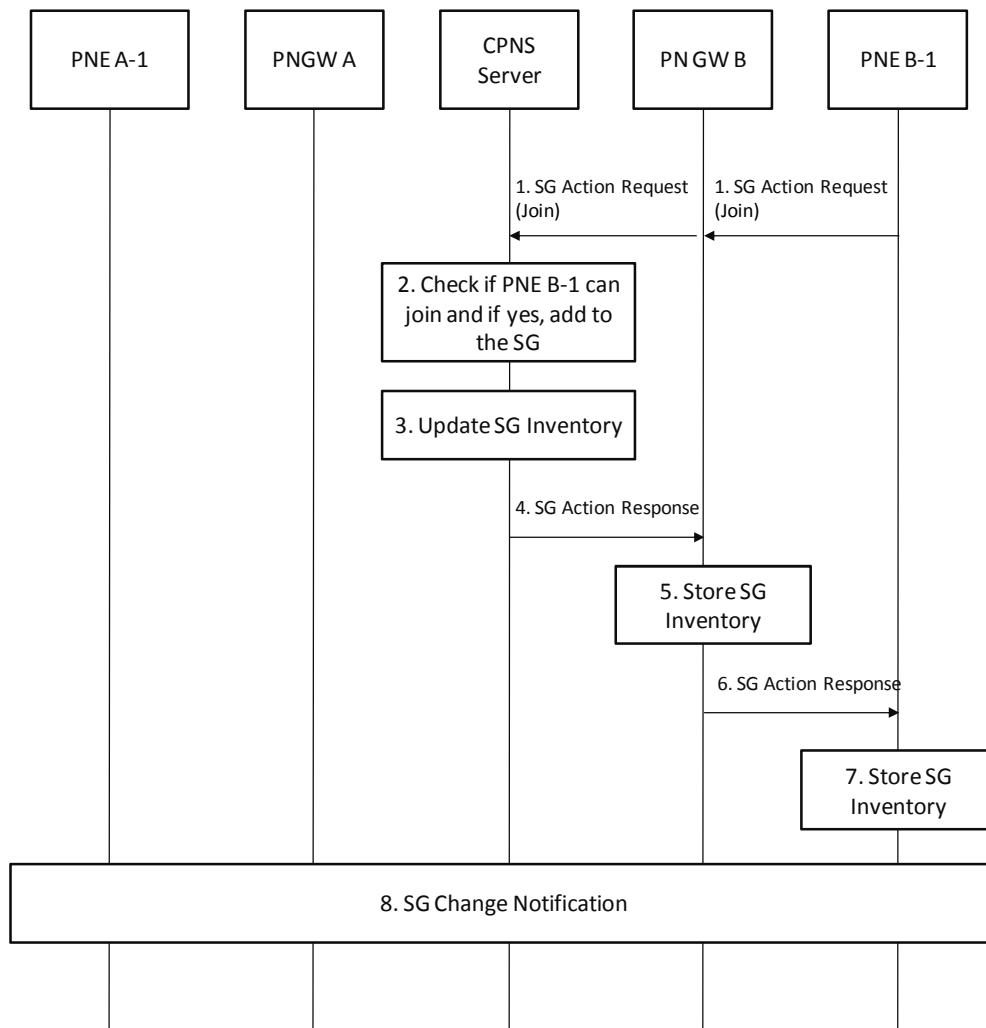 PNE A-1
PNGW A
CPNS
Server
PN GW B
PNE B-1
1. SG Action Request
(Join)
1. SG Action Request
(Join)
2. Check if PNE B-1 can
join and if yes, add to
the SG
3. Update SG Inventory
4. SG Action Response
5. Store SG
Inventory
6. SG Action Response
7. Store SG
Inventory
8. SG Change Notification